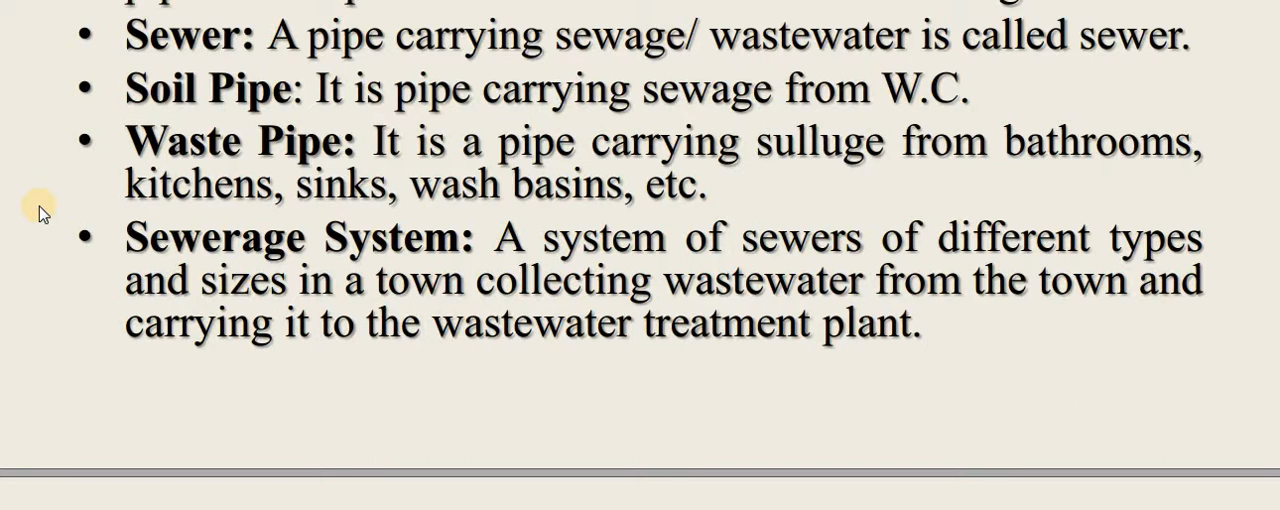 • Sewer: A pipe carrying sewage/ wastewater is called sewer.
• Soil Pipe: It is pipe carrying sewage from W.C.
• Waste Pipe: It is a pipe carrying sulluge from bathrooms,
kitchens, sinks, wash basins, etc.
• Sewerage System: A system of sewers of different types
and sizes in a town collecting wastewater from the town and
carrying it to the wastewater treatment plant.